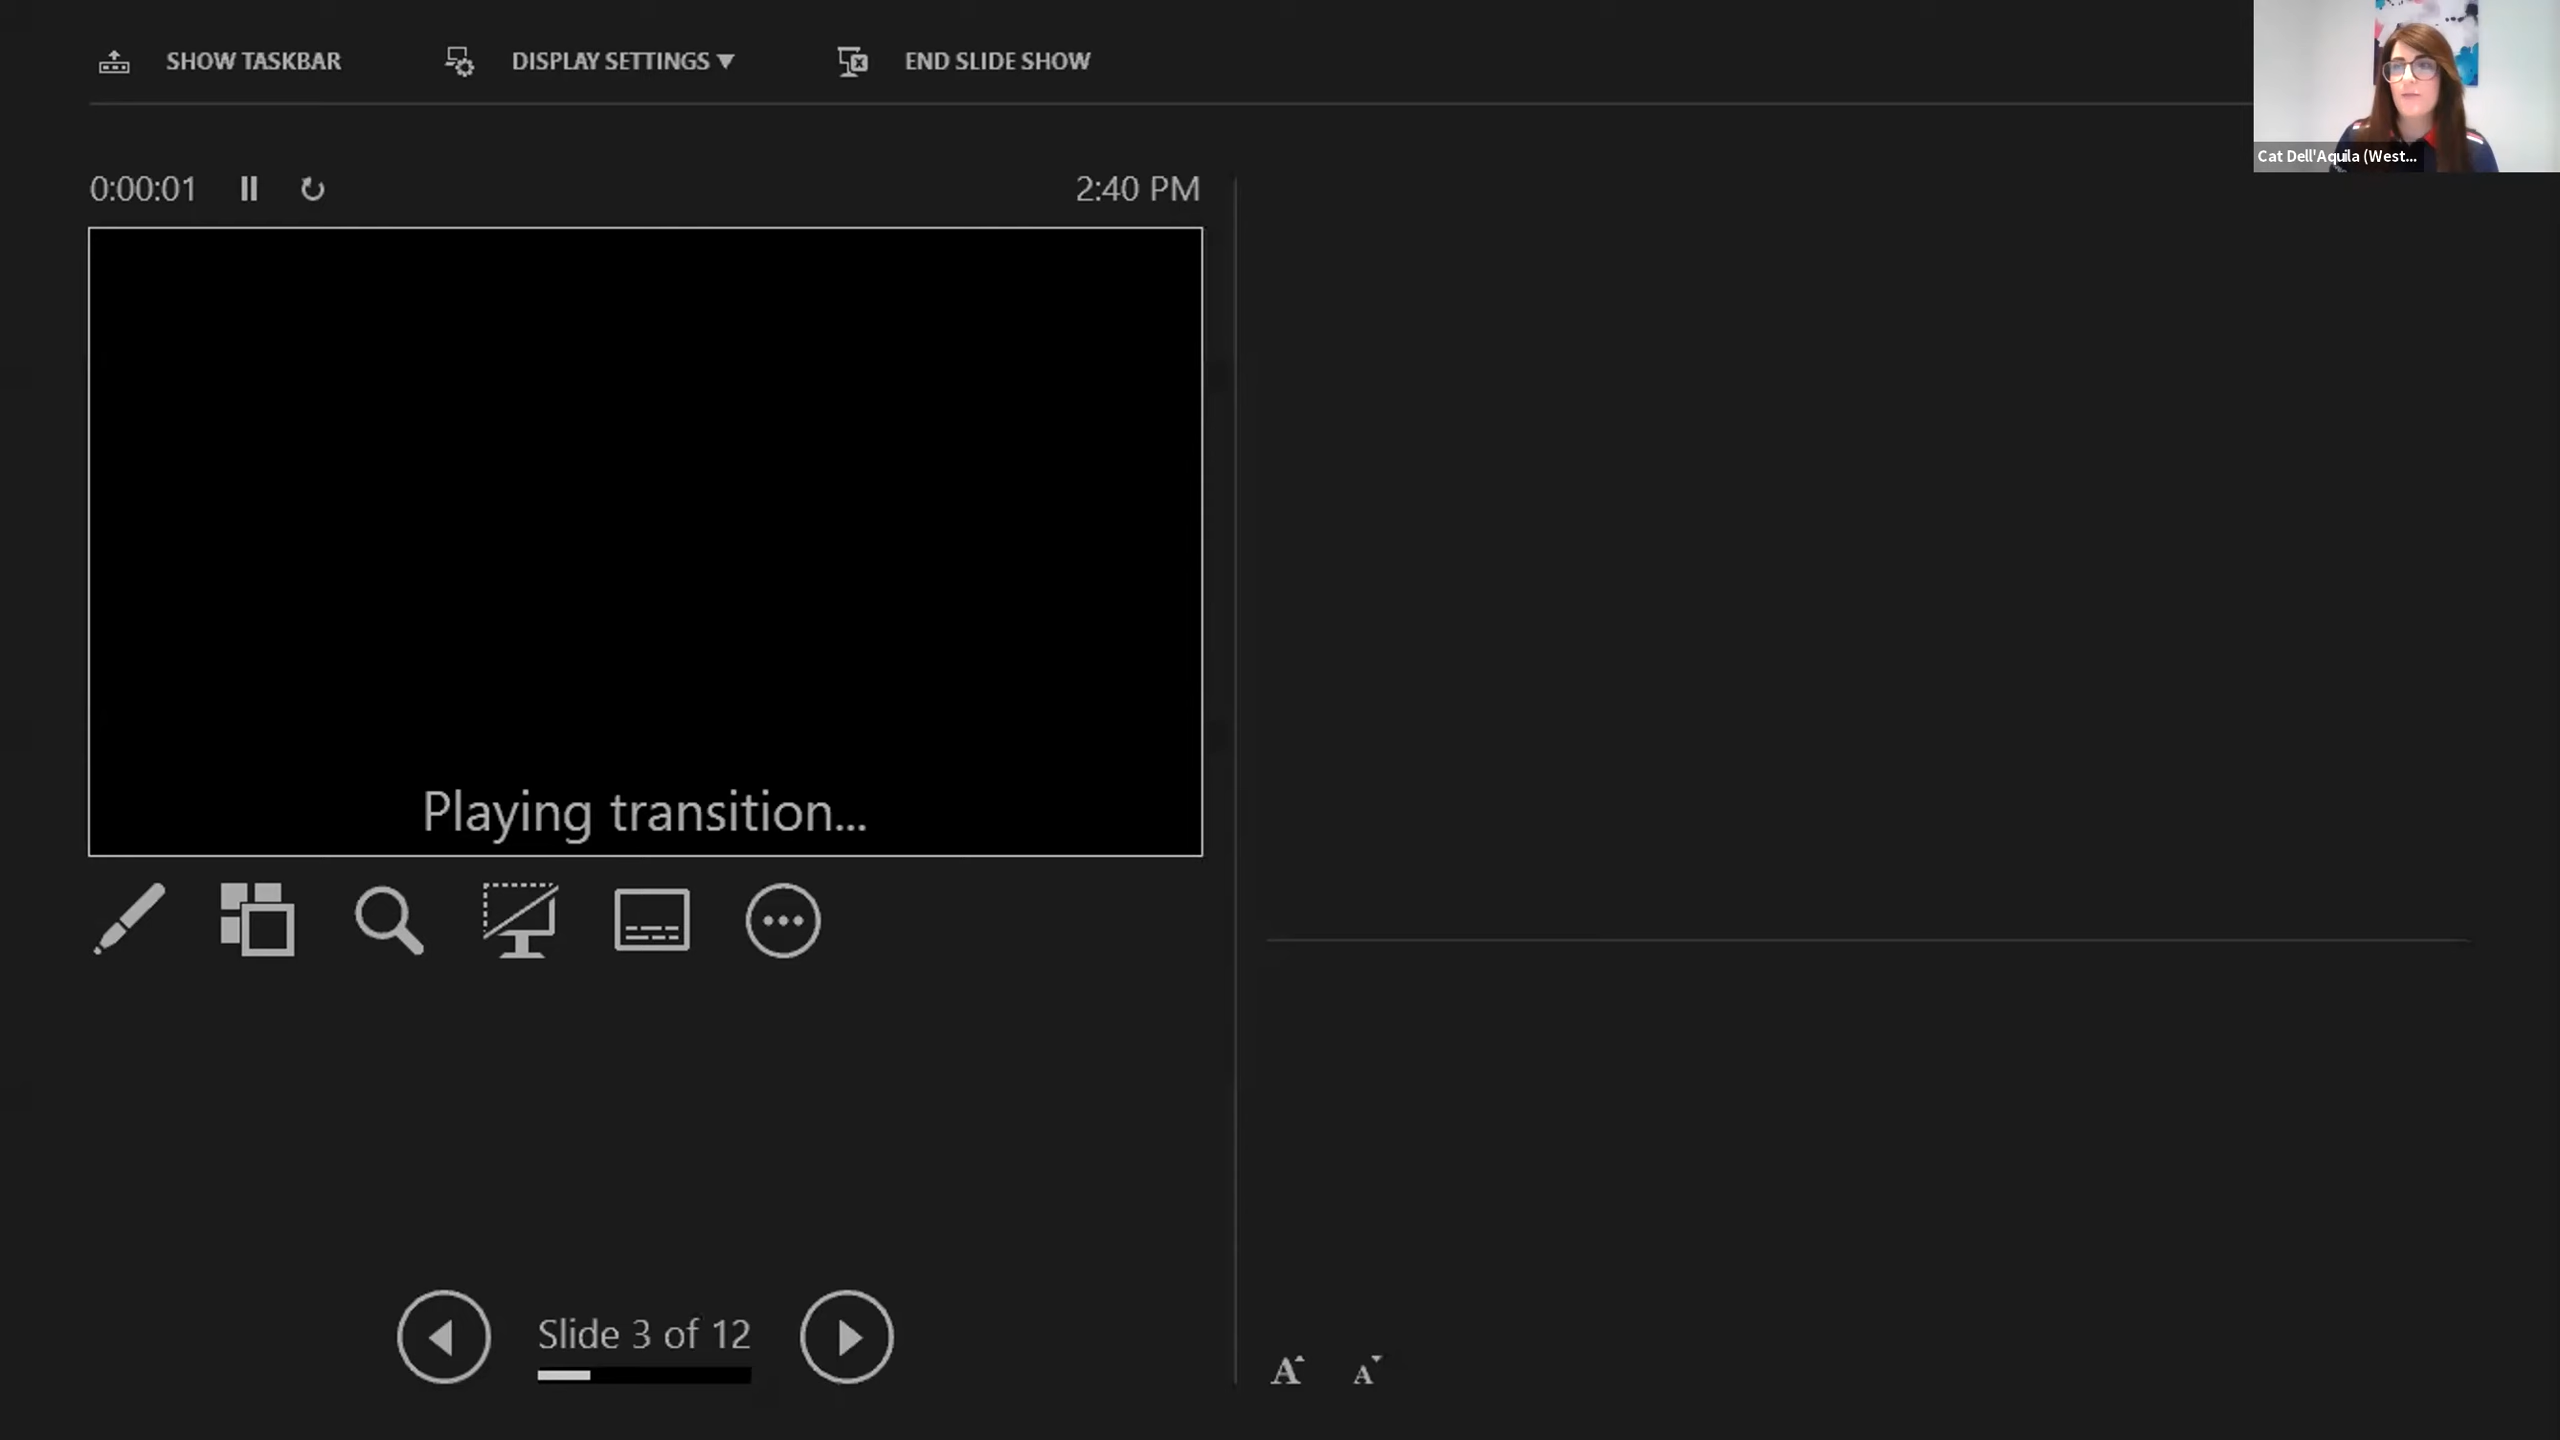 SHOW TASKBAR
DISPLAY SETTINGS
END SLIDE SHOW
Cat Dell'Aquila (West...
0:00:01
2:40 PM
Playing transition...
Slide 3 of 12
A A